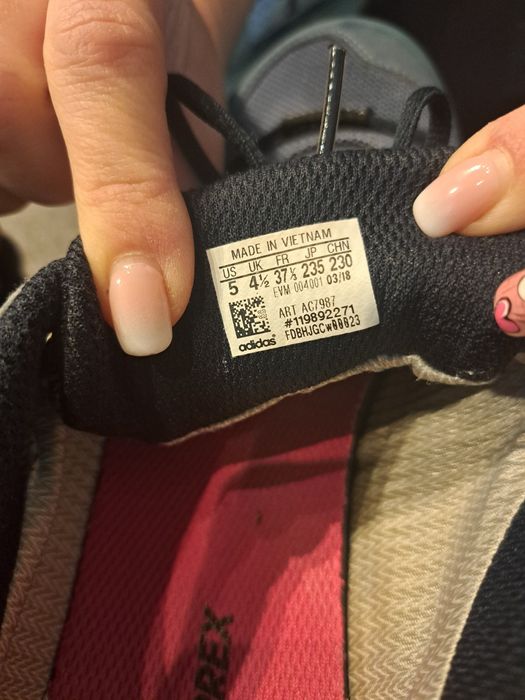 MADE IN VIETNAM
US UK FR JP CHN
5 4½ 37⅓ 235 230
EVM 004001 03/18
ART AC7987
#119892271
FDBHJGCW00023
adidas
REX